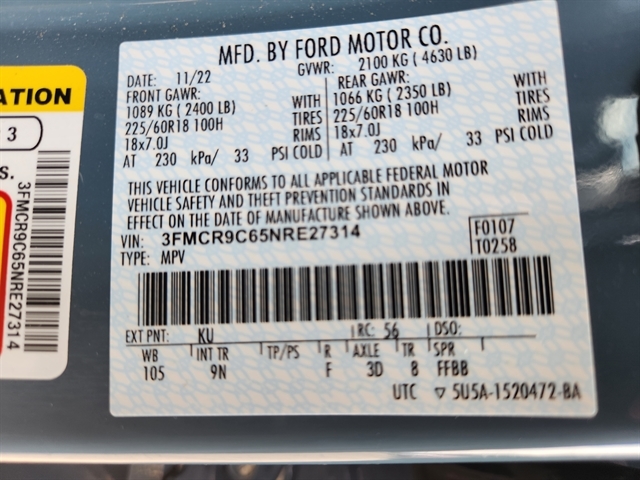 ATION
3
s.
3FMCR9C65NRE27314
MFD. BY FORD MOTOR CO.
DATE: 11/22 GVWR: 2100 KG ( 4630 LB)
FRONT GAWR: REAR GAWR:
1089 KG ( 2400 LB) WITH 1066 KG ( 2350 LB) WITH
225/60R18 100H TIRES 225/60R18 100H TIRES
18x7.0J RIMS 18x7.0J RIMS
AT 230 kPa/ 33 PSI COLD AT 230 kPa/ 33 PSI COLD
THIS VEHICLE CONFORMS TO ALL APPLICABLE FEDERAL MOTOR
VEHICLE SAFETY AND THEFT PREVENTION STANDARDS IN
EFFECT ON THE DATE OF MANUFACTURE SHOWN ABOVE.
VIN: 3FMCR9C65NRE27314 F0107
TYPE: MPV T0258
EXT PNT: KU RC: 56 DSO:
WB INT TR TP/PS R AXLE TR SPR
105 9N F 3D 8 FFBB
UTC ▽ 5U5A-1520472-BA